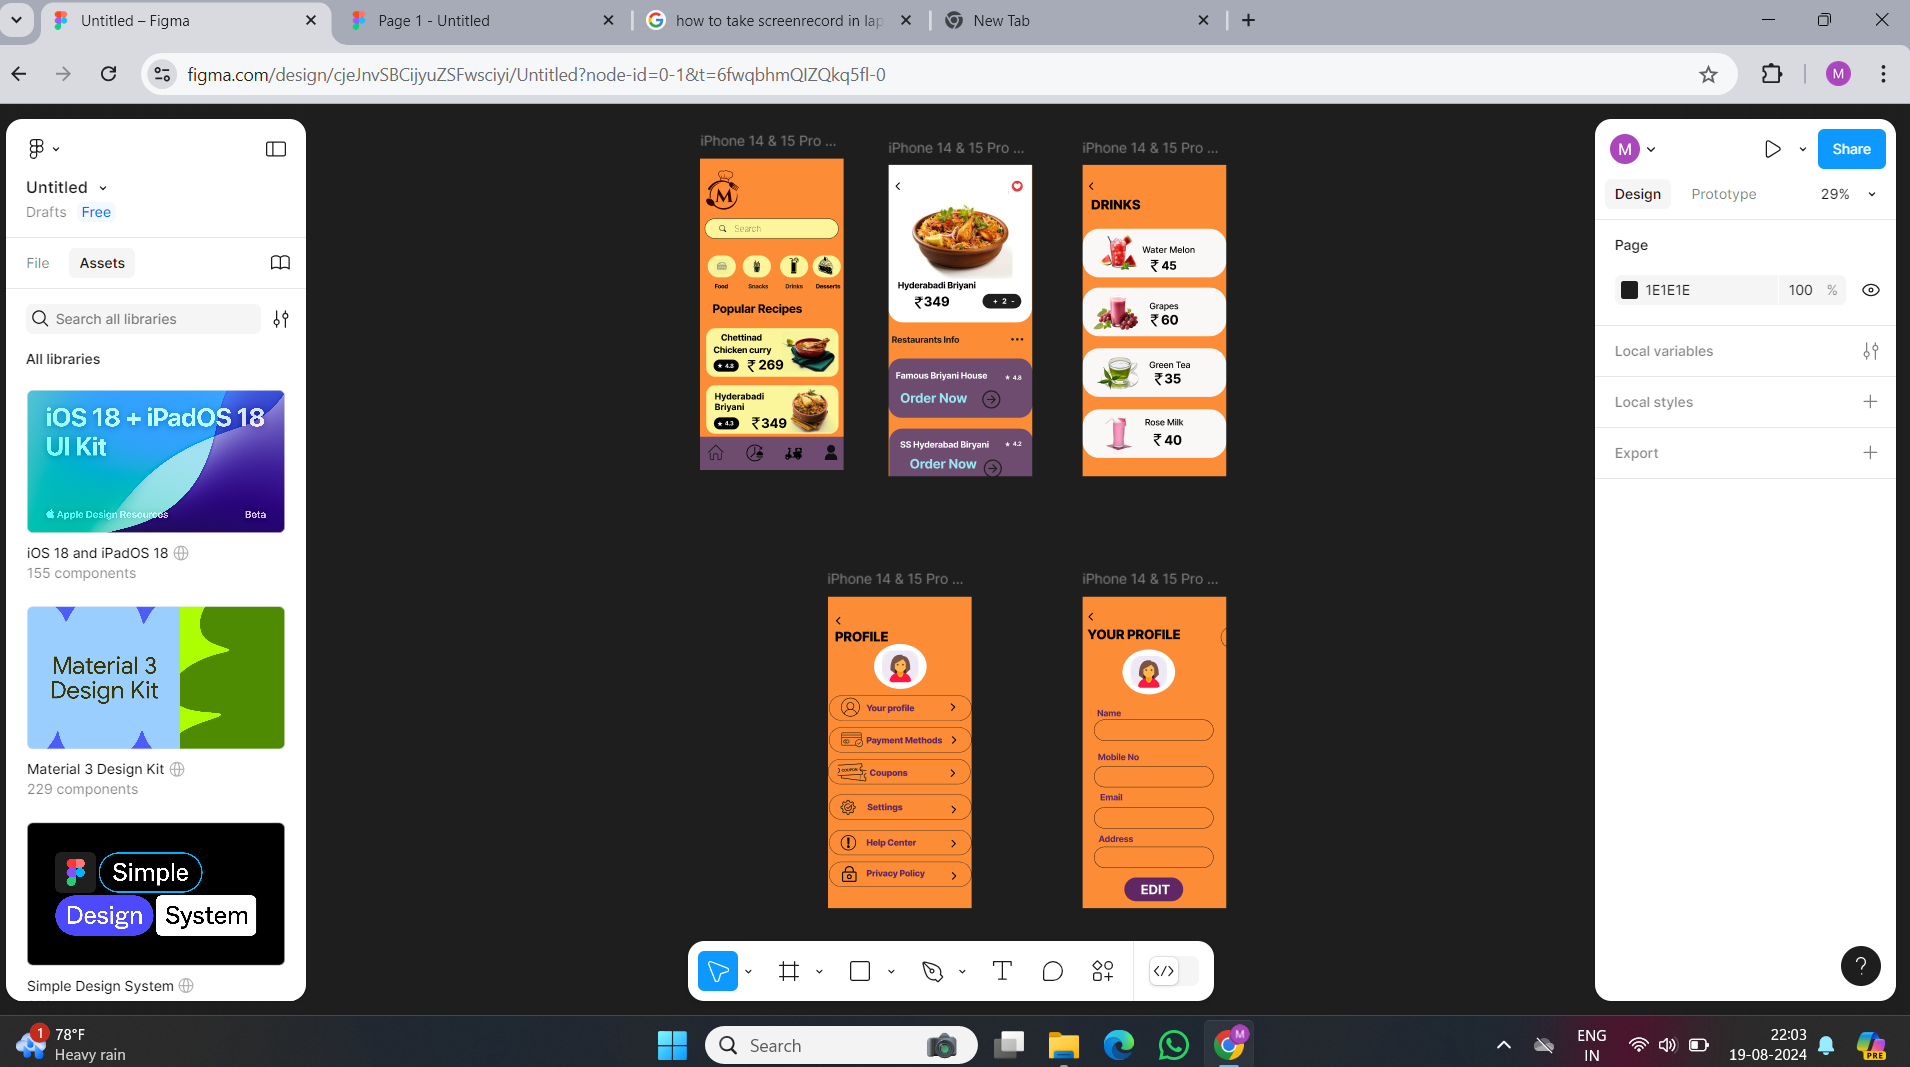 Untitled – Figma
Page 1 - Untitled
how to take screenrecord in lap
New Tab
figma.com/design/cjeJnvSBCijyuZSFwsciyi/Untitled?node-id=0-1&t=6fwqbhmQIZQkq5fl-0
M
Untitled
Drafts Free
File Assets
Search all libraries
All libraries
iOS 18 + iPadOS 18
UI Kit
Apple Design Resources Beta
iOS 18 and iPadOS 18
155 components
Material 3
Design Kit
Material 3 Design Kit
229 components
Simple
Design System
Simple Design System
iPhone 14 & 15 Pro ...
M
Search
Food Snacks Drinks Desserts
Popular Recipes
Chettinad
Chicken curry
★ 4.8 ₹ 269
Hyderabadi
Briyani
★ 4.3 ₹349
iPhone 14 & 15 Pro ...
Hyderabadi Briyani
₹349 + 2 -
Restaurants Info
Famous Briyani House ★ 4.8
Order Now
SS Hyderabad Biryani ★ 4.2
Order Now
iPhone 14 & 15 Pro ...
DRINKS
Water Melon
₹ 45
Grapes
₹ 60
Green Tea
₹35
Rose Milk
₹ 40
iPhone 14 & 15 Pro ...
PROFILE
Your profile
Payment Methods
COUPON Coupons
Settings
Help Center
Privacy Policy
iPhone 14 & 15 Pro ...
YOUR PROFILE
Name
Mobile No
Email
Address
EDIT
M
Share
Design Prototype 29%
Page
1E1E1E 100 %
Local variables
Local styles
Export
?
1
78°F
Heavy rain
Search
M
ENG
IN
22:03
19-08-2024
PRE